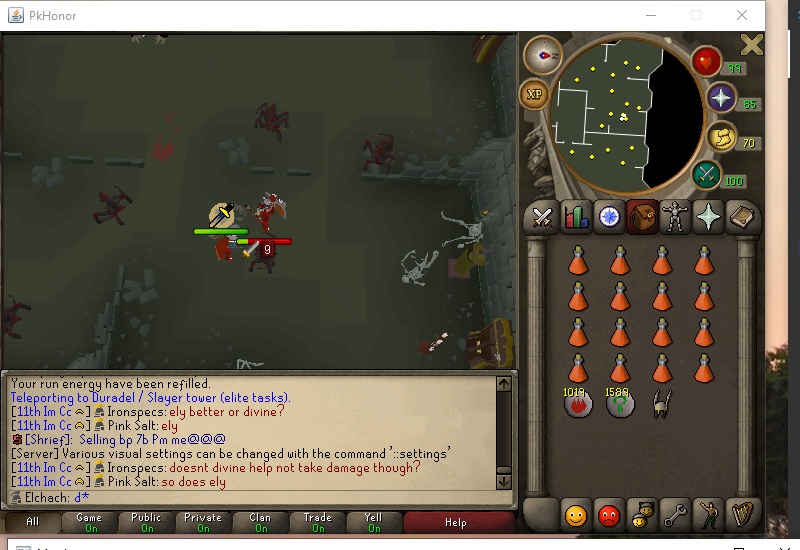 PkHonor
N
XP
99
85
70
100
9
1019
1589
Your run energy have been refilled.
Teleporting to Duradel / Slayer tower (elite tasks).
[11th Im Cc] Ironspecs: ely better or divine?
[11th Im Cc] Pink Salt: ely
[Shrief]: Selling bp 7b Pm me@@@
[Server] Various visual settings can be changed with the command '::settings'
[11th Im Cc] Ironspecs: doesnt divine help not take damage though?
[11th Im Cc] Pink Salt: so does ely
Elchach: d*
All
Game
On
Public
On
Private
On
Clan
On
Trade
On
Yell
On
Help